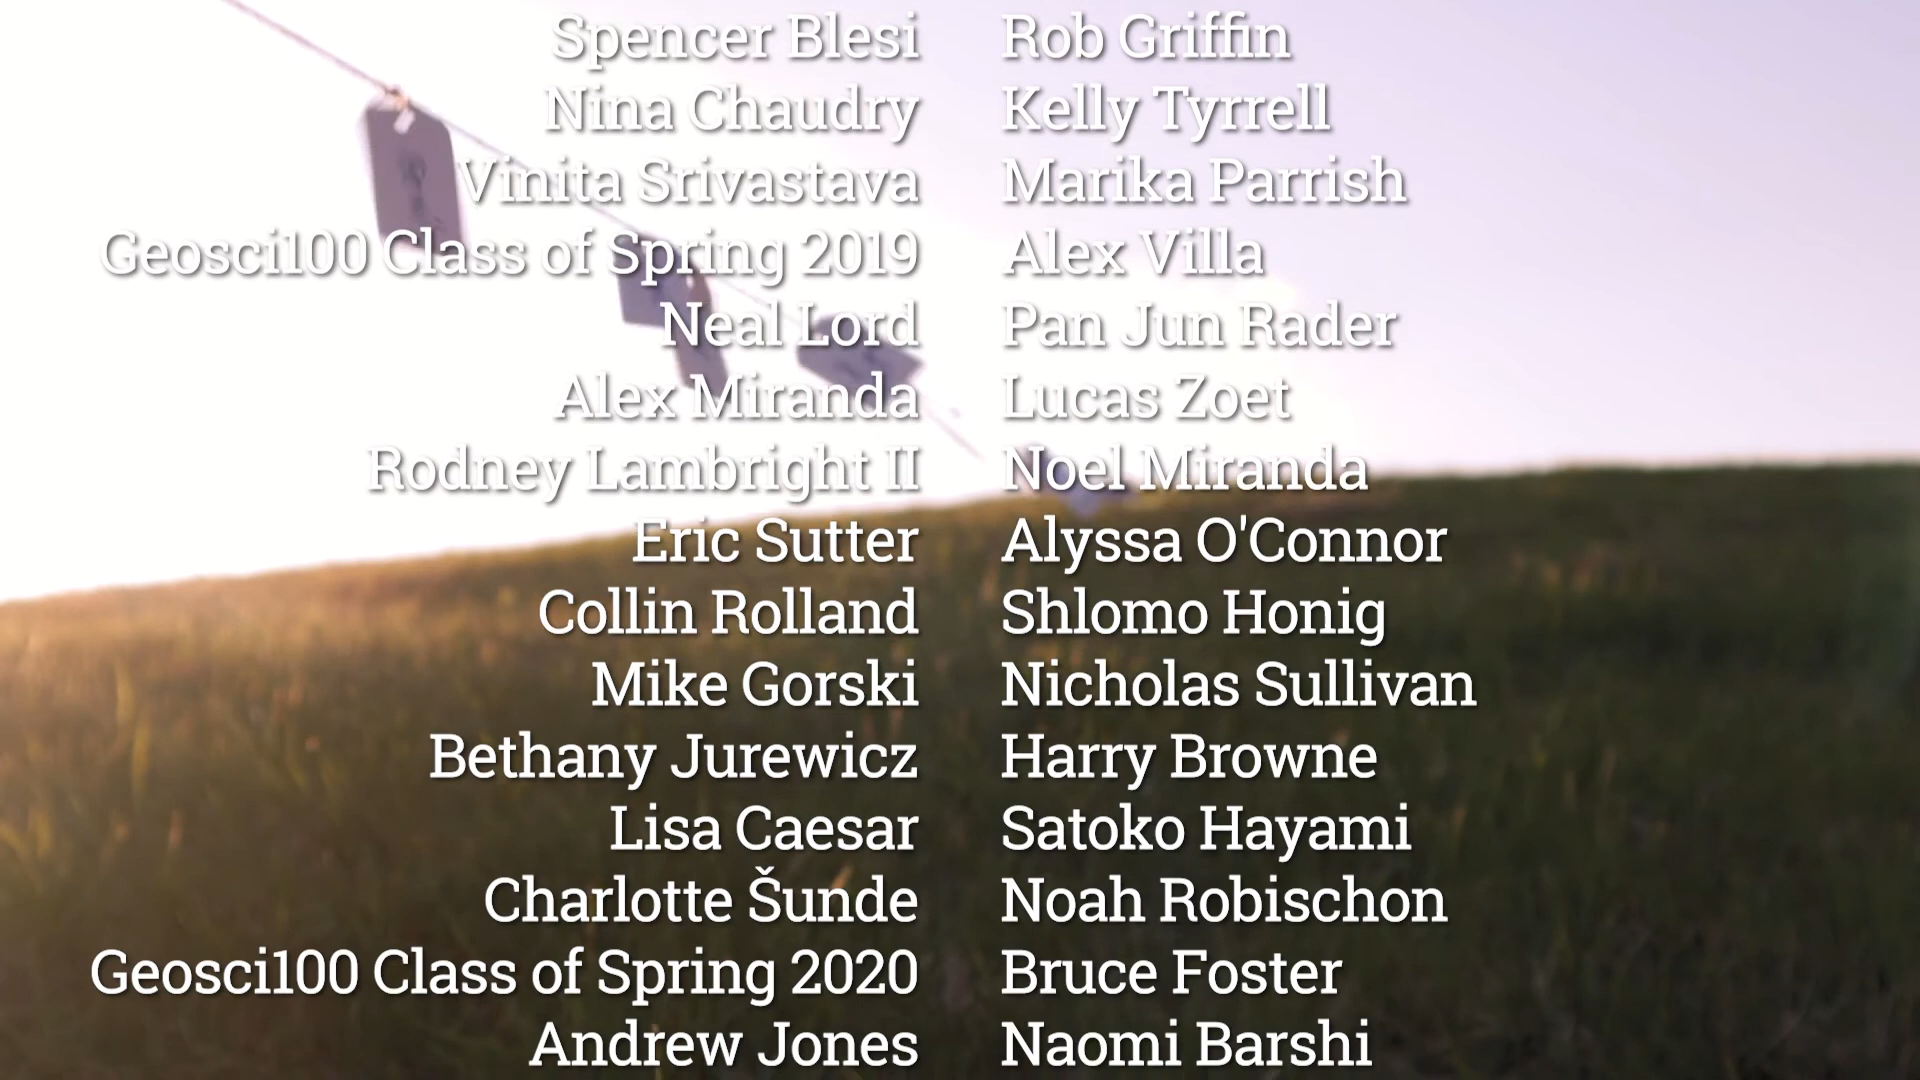 Spencer Blesi Rob Griffin
Nina Chaudry Kelly Tyrrell
Vinita Srivastava Marika Parrish
Geosci100 Class of Spring 2019 Alex Villa
Neal Lord Pan Jun Rader
Alex Miranda Lucas Zoet
Rodney Lambright II Noel Miranda
Eric Sutter Alyssa O'Connor
Collin Rolland Shlomo Honig
Mike Gorski Nicholas Sullivan
Bethany Jurewicz Harry Browne
Lisa Caesar Satoko Hayami
Charlotte Šunde Noah Robischon
Geosci100 Class of Spring 2020 Bruce Foster
Andrew Jones Naomi Barshi